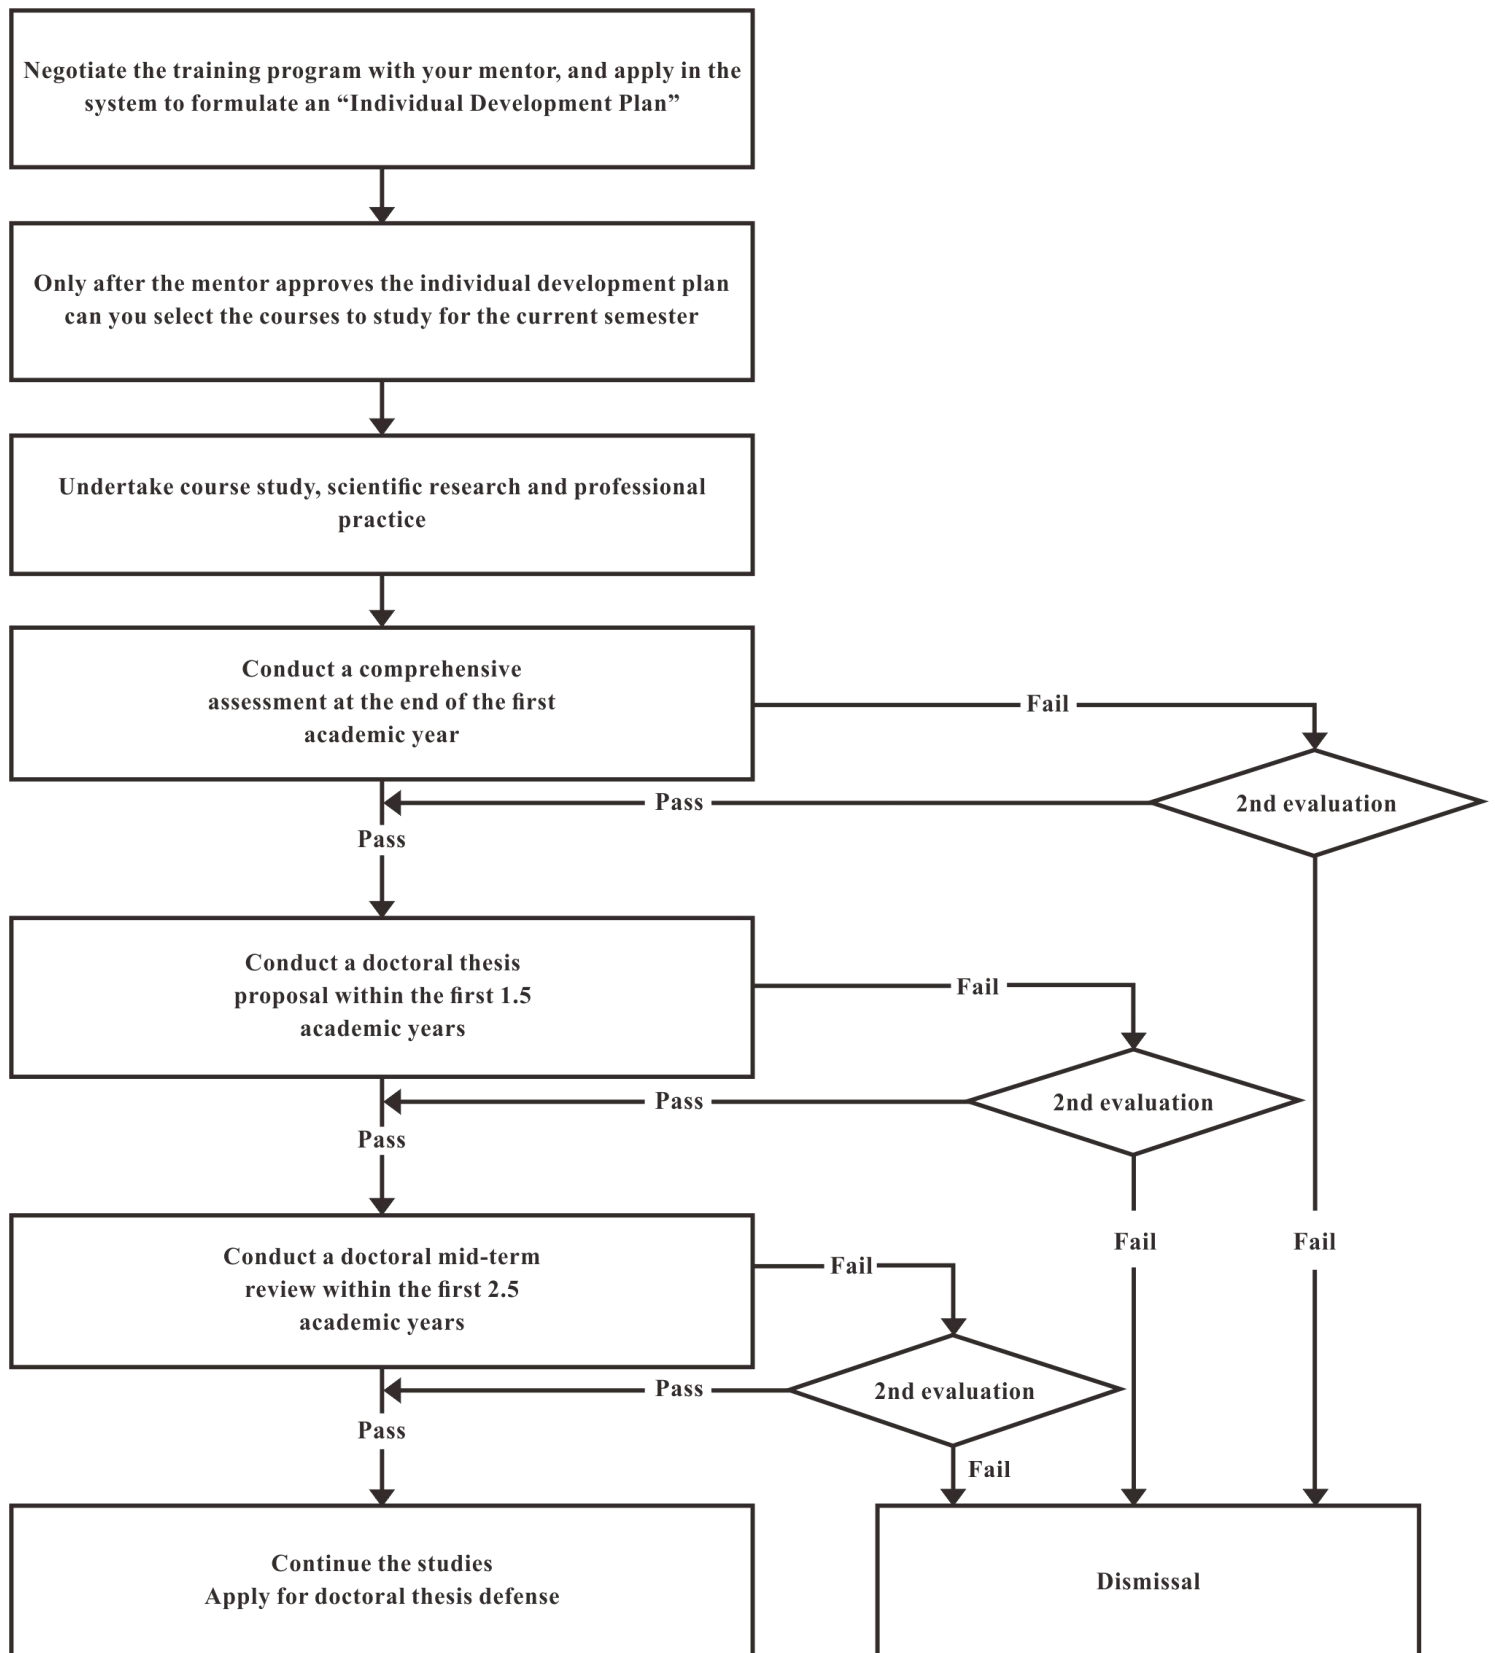 Negotiate the training program with your mentor, and apply in the
system to formulate an “Individual Development Plan”
Only after the mentor approves the individual development plan
can you select the courses to study for the current semester
Undertake course study, scientific research and professional
practice
Conduct a comprehensive
assessment at the end of the first
academic year
Fail
2nd evaluation
Pass
Pass
Conduct a doctoral thesis
proposal within the first 1.5
academic years
Fail
2nd evaluation
Pass
Pass
Fail
Fail
Conduct a doctoral mid-term
review within the first 2.5
academic years
Fail
2nd evaluation
Pass
Pass
Fail
Continue the studies
Apply for doctoral thesis defense
Dismissal